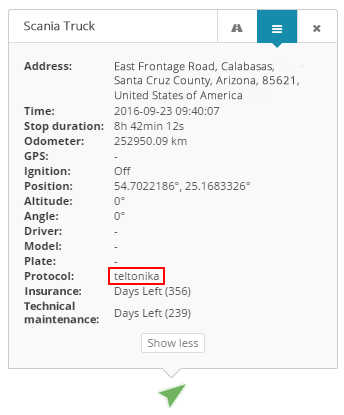 Scania Truck
Address: East Frontage Road, Calabasas,
Santa Cruz County, Arizona, 85621,
United States of America
Time: 2016-09-23 09:40:07
Stop duration: 8h 42min 12s
Odometer: 252950.09 km
GPS: -
Ignition: Off
Position: 54.7022186°, 25.1683326°
Altitude: 0°
Angle: 0°
Driver: -
Model: -
Plate: -
Protocol: teltonika
Insurance: Days Left (356)
Technical
maintenance: Days Left (239)
Show less